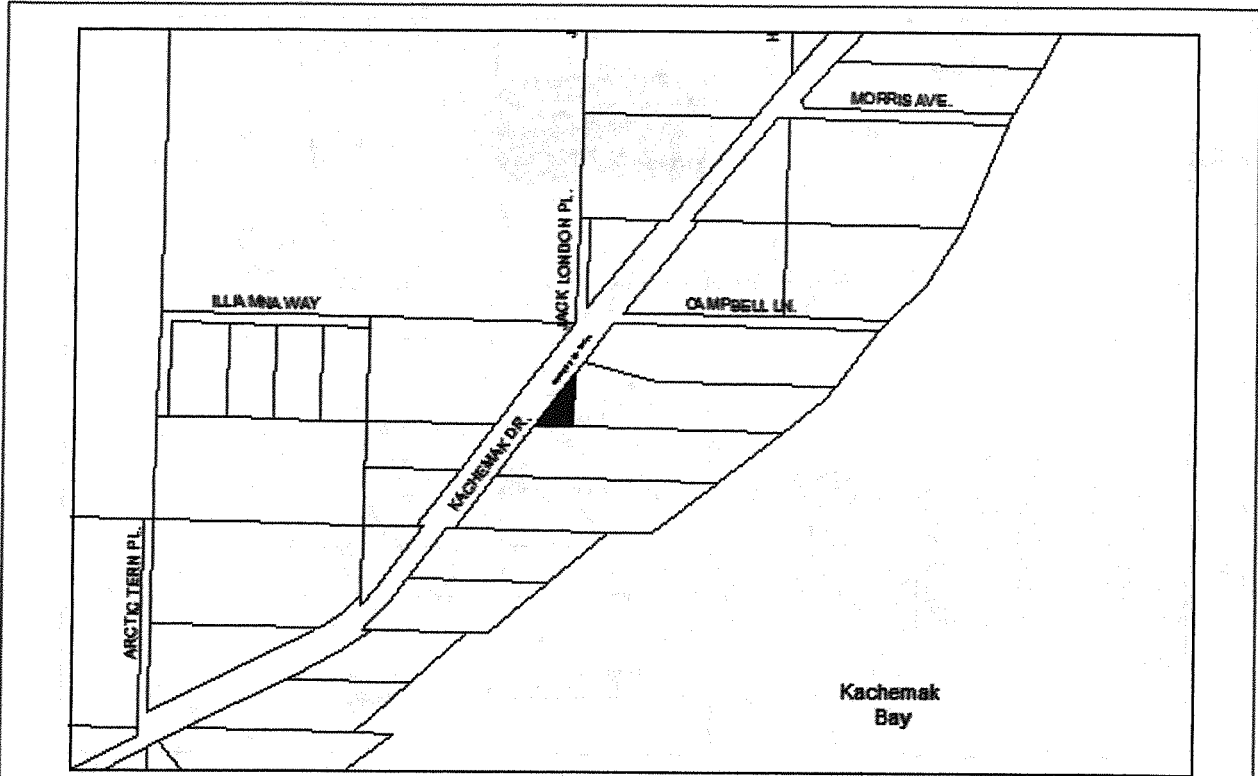 MORRIS AVE.
JACK LONDON PL.
ILLIAMNA WAY
CAMPBELL LN.
KACHEMAK DR.
ARCTIC TERN PL.
Kachemak
Bay